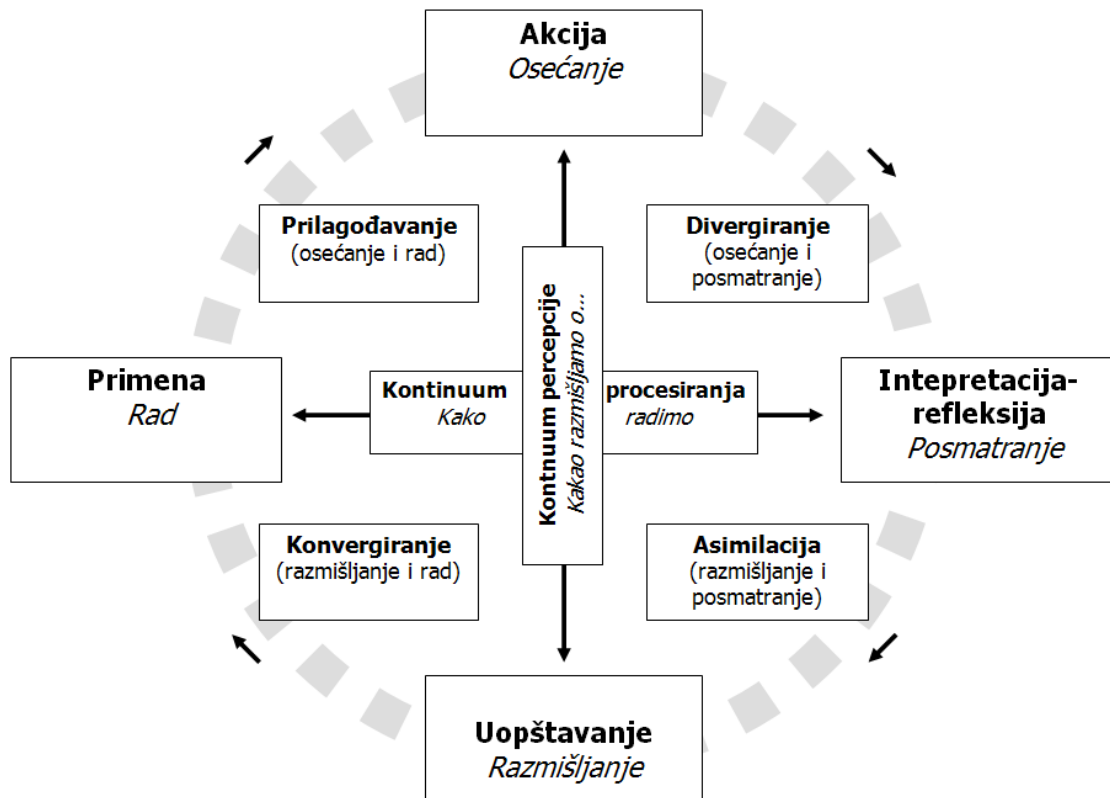 Akcija
Osećanje
Prilagođavanje
(osećanje i rad)
Divergiranje
(osećanje i
posmatranje)
Primena
Rad
Kontinuum procesiranja
Kako radimo
Kontnuum percepcije
Kakao razmišljamo o...
Intepretacija-
refleksija
Posmatranje
Konvergiranje
(razmišljanje i rad)
Asimilacija
(razmišljanje i
posmatranje)
Uopštavanje
Razmišljanje